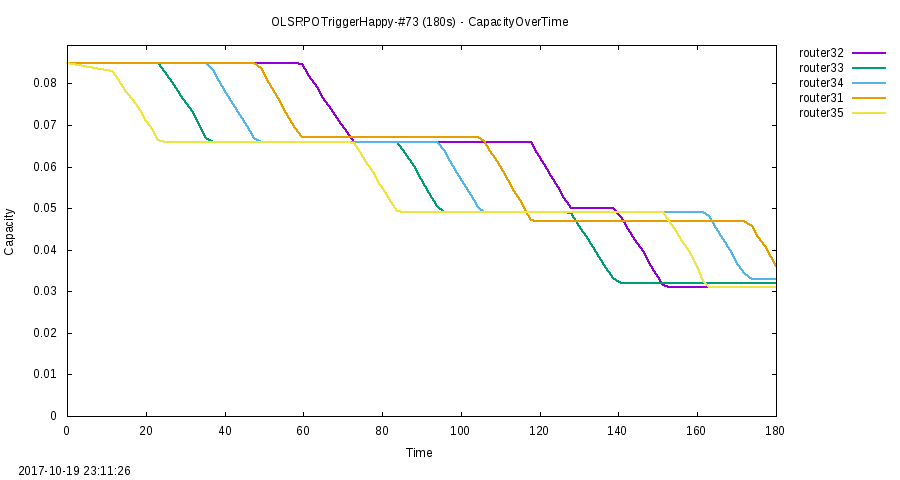 OLSRPOTriggerHappy-#73 (180s) - CapacityOverTime
router32
router33
router34
router31
router35
0.08
0.07
0.06
0.05
0.04
0.03
0.02
0.01
0
Capacity
0 20 40 60 80 100 120 140 160 180
Time
2017-10-19 23:11:26